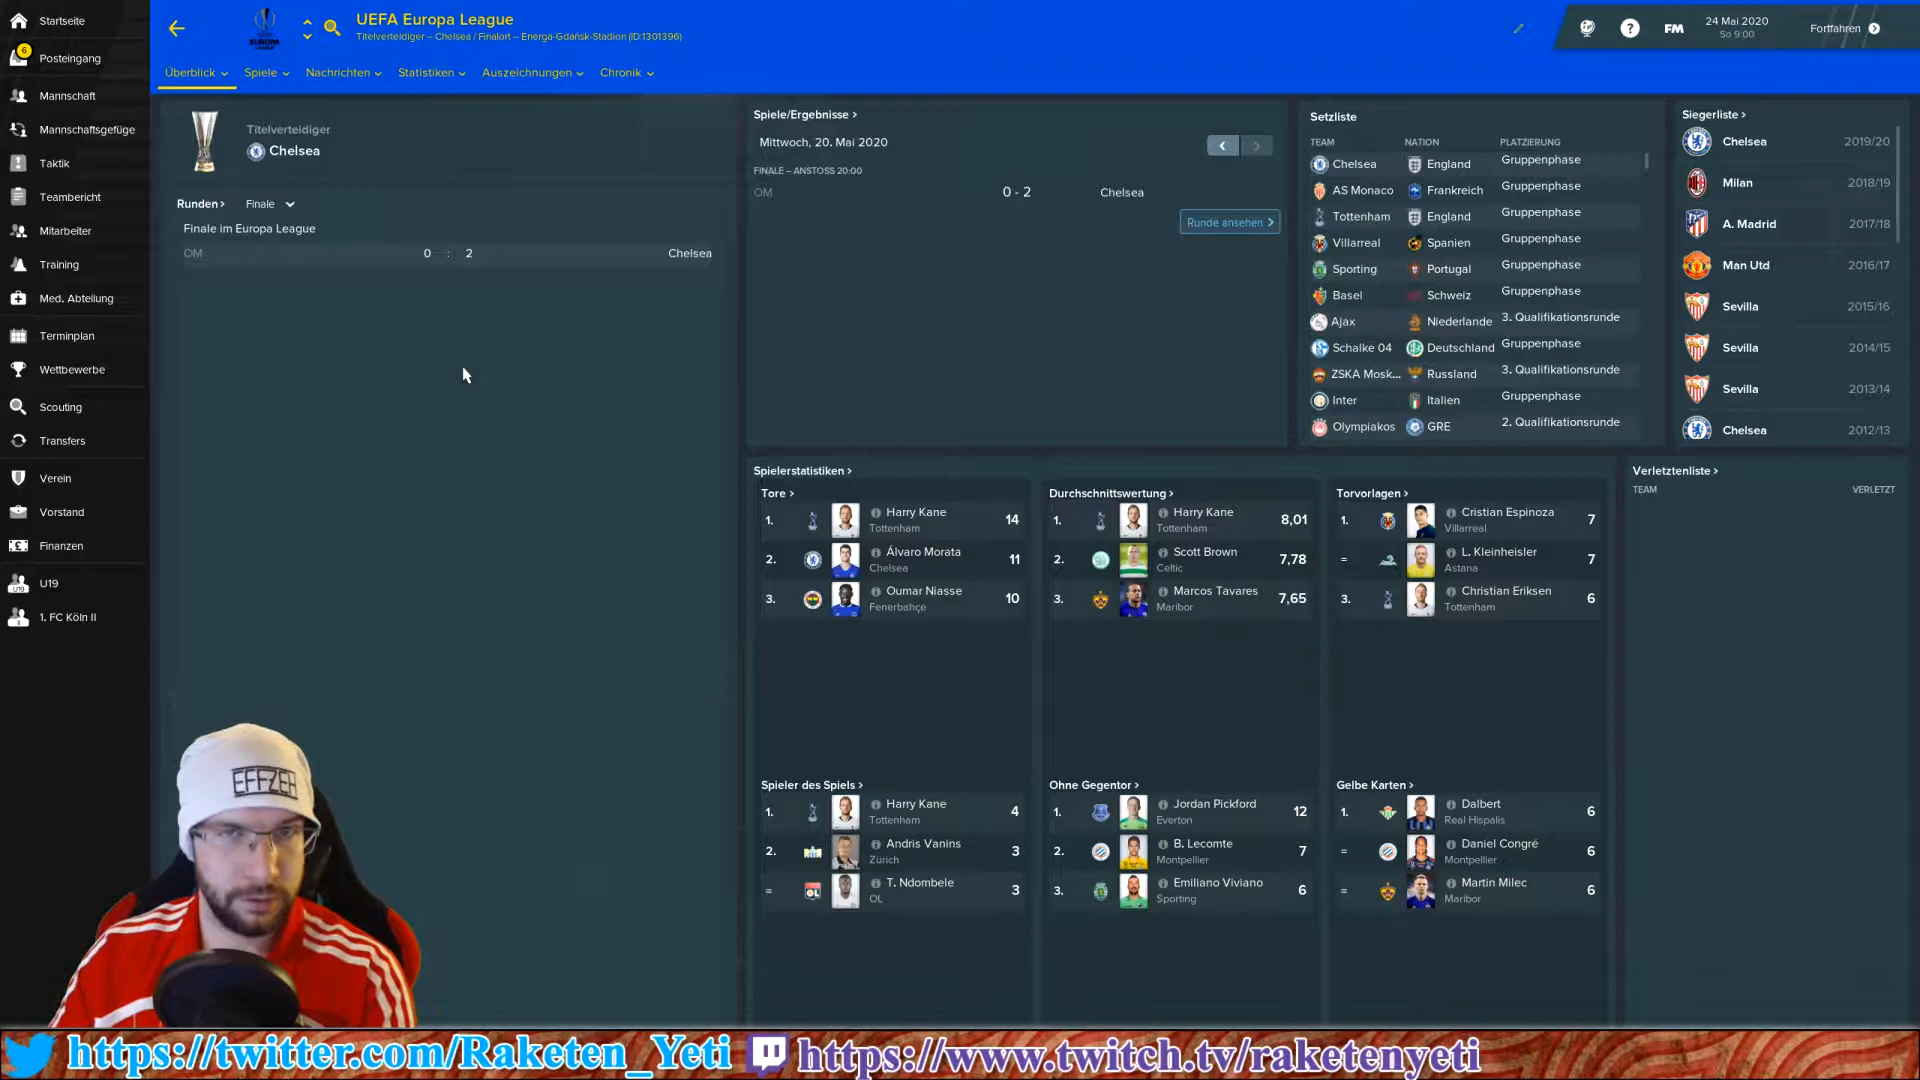 Startseite
6
Posteingang
Mannschaft
Mannschaftsgefüge
Taktik
Teambericht
Mitarbeiter
Training
Med. Abteilung
Terminplan
Wettbewerbe
Scouting
Transfers
Verein
Vorstand
Finanzen
U19
1. FC Köln II
UEFA Europa League
Titelverteidiger – Chelsea / Finalort – Energa-Gdańsk-Stadion (ID:1301396)
FM
24 Mai 2020
So 9:00
Fortfahren
Überblick Spiele Nachrichten Statistiken Auszeichnungen Chronik
Titelverteidiger
Chelsea
Runden Finale
Finale im Europa League
OM 0 : 2 Chelsea
Spiele/Ergebnisse
Mittwoch, 20. Mai 2020
FINALE – ANSTOSS 20:00
OM 0 - 2 Chelsea
Runde ansehen
Setzliste
TEAM NATION PLATZIERUNG
Chelsea England Gruppenphase
AS Monaco Frankreich Gruppenphase
Tottenham England Gruppenphase
Villarreal Spanien Gruppenphase
Sporting Portugal Gruppenphase
Basel Schweiz Gruppenphase
Ajax Niederlande 3. Qualifikationsrunde
Schalke 04 Deutschland Gruppenphase
ZSKA Mosk... Russland 3. Qualifikationsrunde
Inter Italien Gruppenphase
Olympiakos GRE 2. Qualifikationsrunde
Siegerliste
Chelsea 2019/20
Milan 2018/19
A. Madrid 2017/18
Man Utd 2016/17
Sevilla 2015/16
Sevilla 2014/15
Sevilla 2013/14
Chelsea 2012/13
Spielerstatistiken
Tore
1. Harry Kane 14
Tottenham
2. Álvaro Morata 11
Chelsea
3. Oumar Niasse 10
Fenerbahçe
Durchschnittswertung
1. Harry Kane 8,01
Tottenham
2. Scott Brown 7,78
Celtic
3. Marcos Tavares 7,65
Maribor
Torvorlagen
1. Cristian Espinoza 7
Villarreal
= L. Kleinheisler 7
Astana
3. Christian Eriksen 6
Tottenham
Verletztenliste
TEAM VERLETZT
Spieler des Spiels
1. Harry Kane 4
Tottenham
2. Andris Vanins 3
Zürich
= T. Ndombele 3
OL
Ohne Gegentor
1. Jordan Pickford 12
Everton
2. B. Lecomte 7
Montpellier
3. Emiliano Viviano 6
Sporting
Gelbe Karten
1. Dalbert 6
Real Hispalis
= Daniel Congré 6
Montpellier
= Martin Milec 6
Maribor
EFFZEH
https://twitter.com/Raketen_Yeti https://www.twitch.tv/raketenyeti